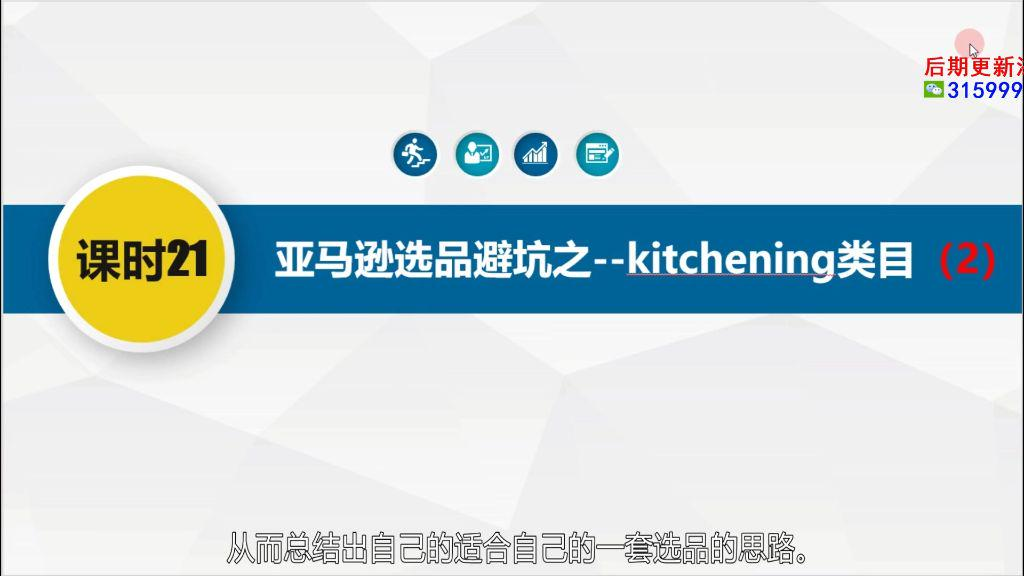 后期更新
315999
课时21
亚马逊选品避坑之--kitchening类目（2）
从而总结出自己的适合自己的一套选品的思路。